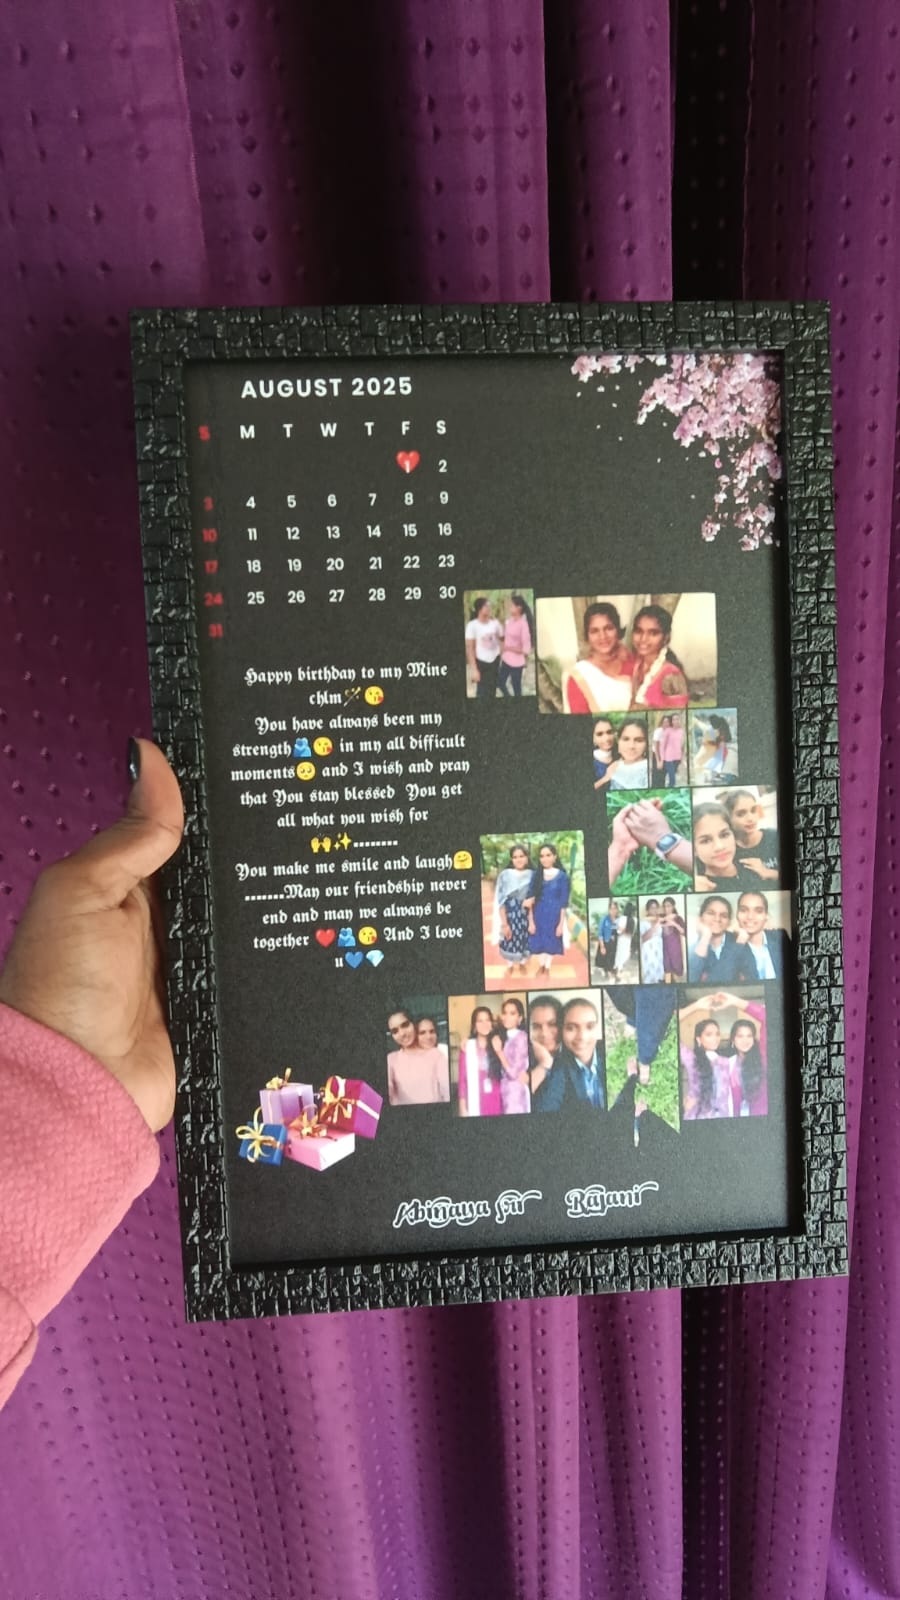 AUGUST 2025
S M T W T F S
1 2
3 4 5 6 7 8 9
10 11 12 13 14 15 16
17 18 19 20 21 22 23
24 25 26 27 28 29 30
31
Happy birthday to my Mine
chlm🪄😘
You have always been my
strength🫂😘 in my all difficult
moments🥺 and I wish and pray
that You stay blessed You get
all what you wish for
🙌✨........
You make me smile and laugh🤗
.......May our friendship never
end and may we always be
together ❤️🫂😘 And I love
u💙💎
Abinaya Sri Rajani